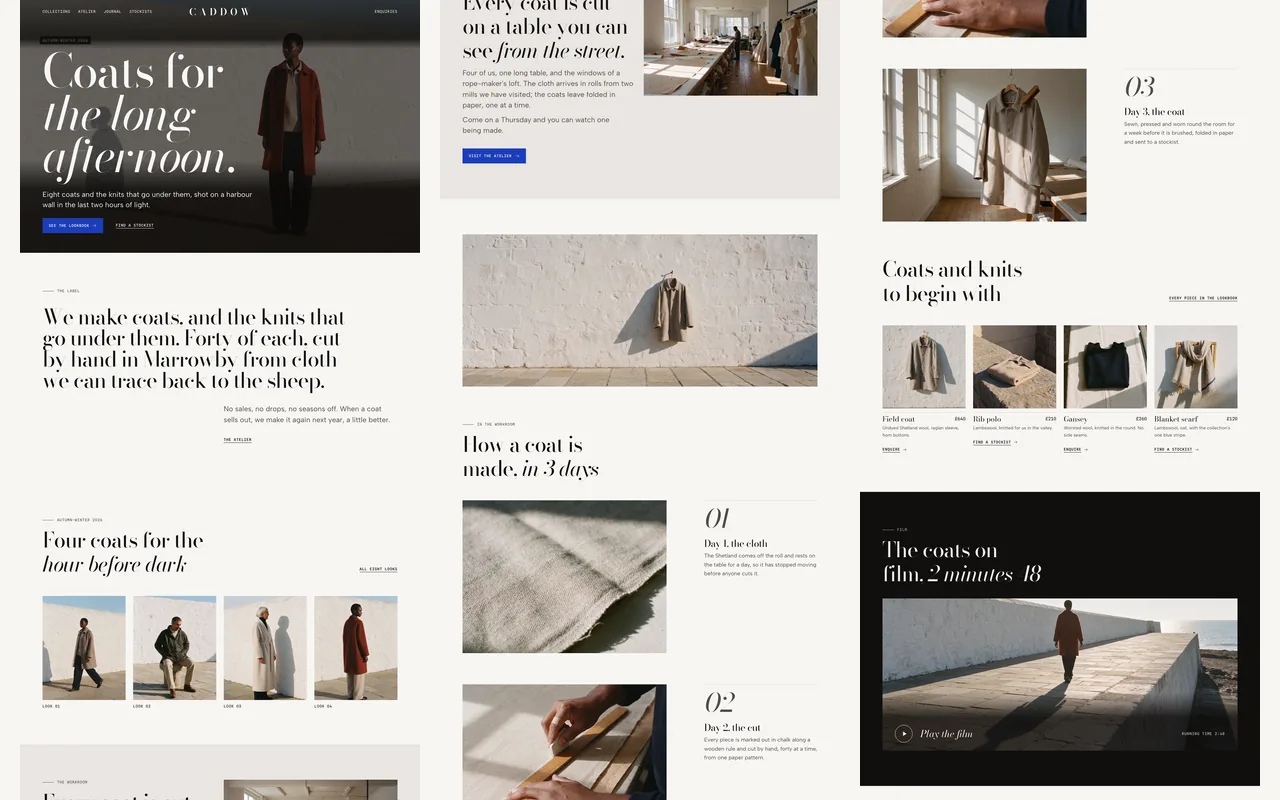 COLLECTIONS ATELIER JOURNAL STOCKISTS
CADDOW
ENQUIRIES
AUTUMN-WINTER 2026
Coats for
the long
afternoon.
Eight coats and the knits that go under them, shot on a harbour
wall in the last two hours of light.
SEE THE LOOKBOOK →
FIND A STOCKIST
THE LABEL
We make coats, and the knits that
go under them. Forty of each, cut
by hand in Marrowby from cloth
we can trace back to the sheep.
No sales, no drops, no seasons off. When a coat
sells out, we make it again next year, a little better.
THE ATELIER
AUTUMN-WINTER 2026
Four coats for the
hour before dark
ALL EIGHT LOOKS
LOOK 01
LOOK 02
LOOK 03
LOOK 04
THE WORKROOM
Every coat is cut
Every coat is cut
on a table you can
see from the street.
Four of us, one long table, and the windows of a
rope-maker's loft. The cloth arrives in rolls from two
mills we have visited; the coats leave folded in
paper, one at a time.
Come on a Thursday and you can watch one
being made.
VISIT THE ATELIER →
IN THE WORKROOM
How a coat is
made, in 3 days
01
Day 1, the cloth
The Shetland comes off the roll and rests on
the table for a day, so it has stopped moving
before anyone cuts it.
02
Day 2, the cut
Every piece is marked out in chalk along a
wooden rule and cut by hand, forty at a time,
from one paper pattern.
03
Day 3, the coat
Sewn, pressed and worn round the room for
a week before it is brushed, folded in paper
and sent to a stockist.
Coats and knits
to begin with
EVERY PIECE IN THE LOOKBOOK
Field coat £640
Undyed Shetland wool, raglan sleeve,
horn buttons.
ENQUIRE →
Rib polo £210
Lambswool, knitted for us in the valley.
FIND A STOCKIST →
Gansey £260
Worsted wool, knitted in the round. No
side seams.
ENQUIRE →
Blanket scarf £120
Lambswool, oat, with the collection's
one blue stripe.
FIND A STOCKIST →
FILM
The coats on
film. 2 minutes 48
Play the film
RUNNING TIME 2:48